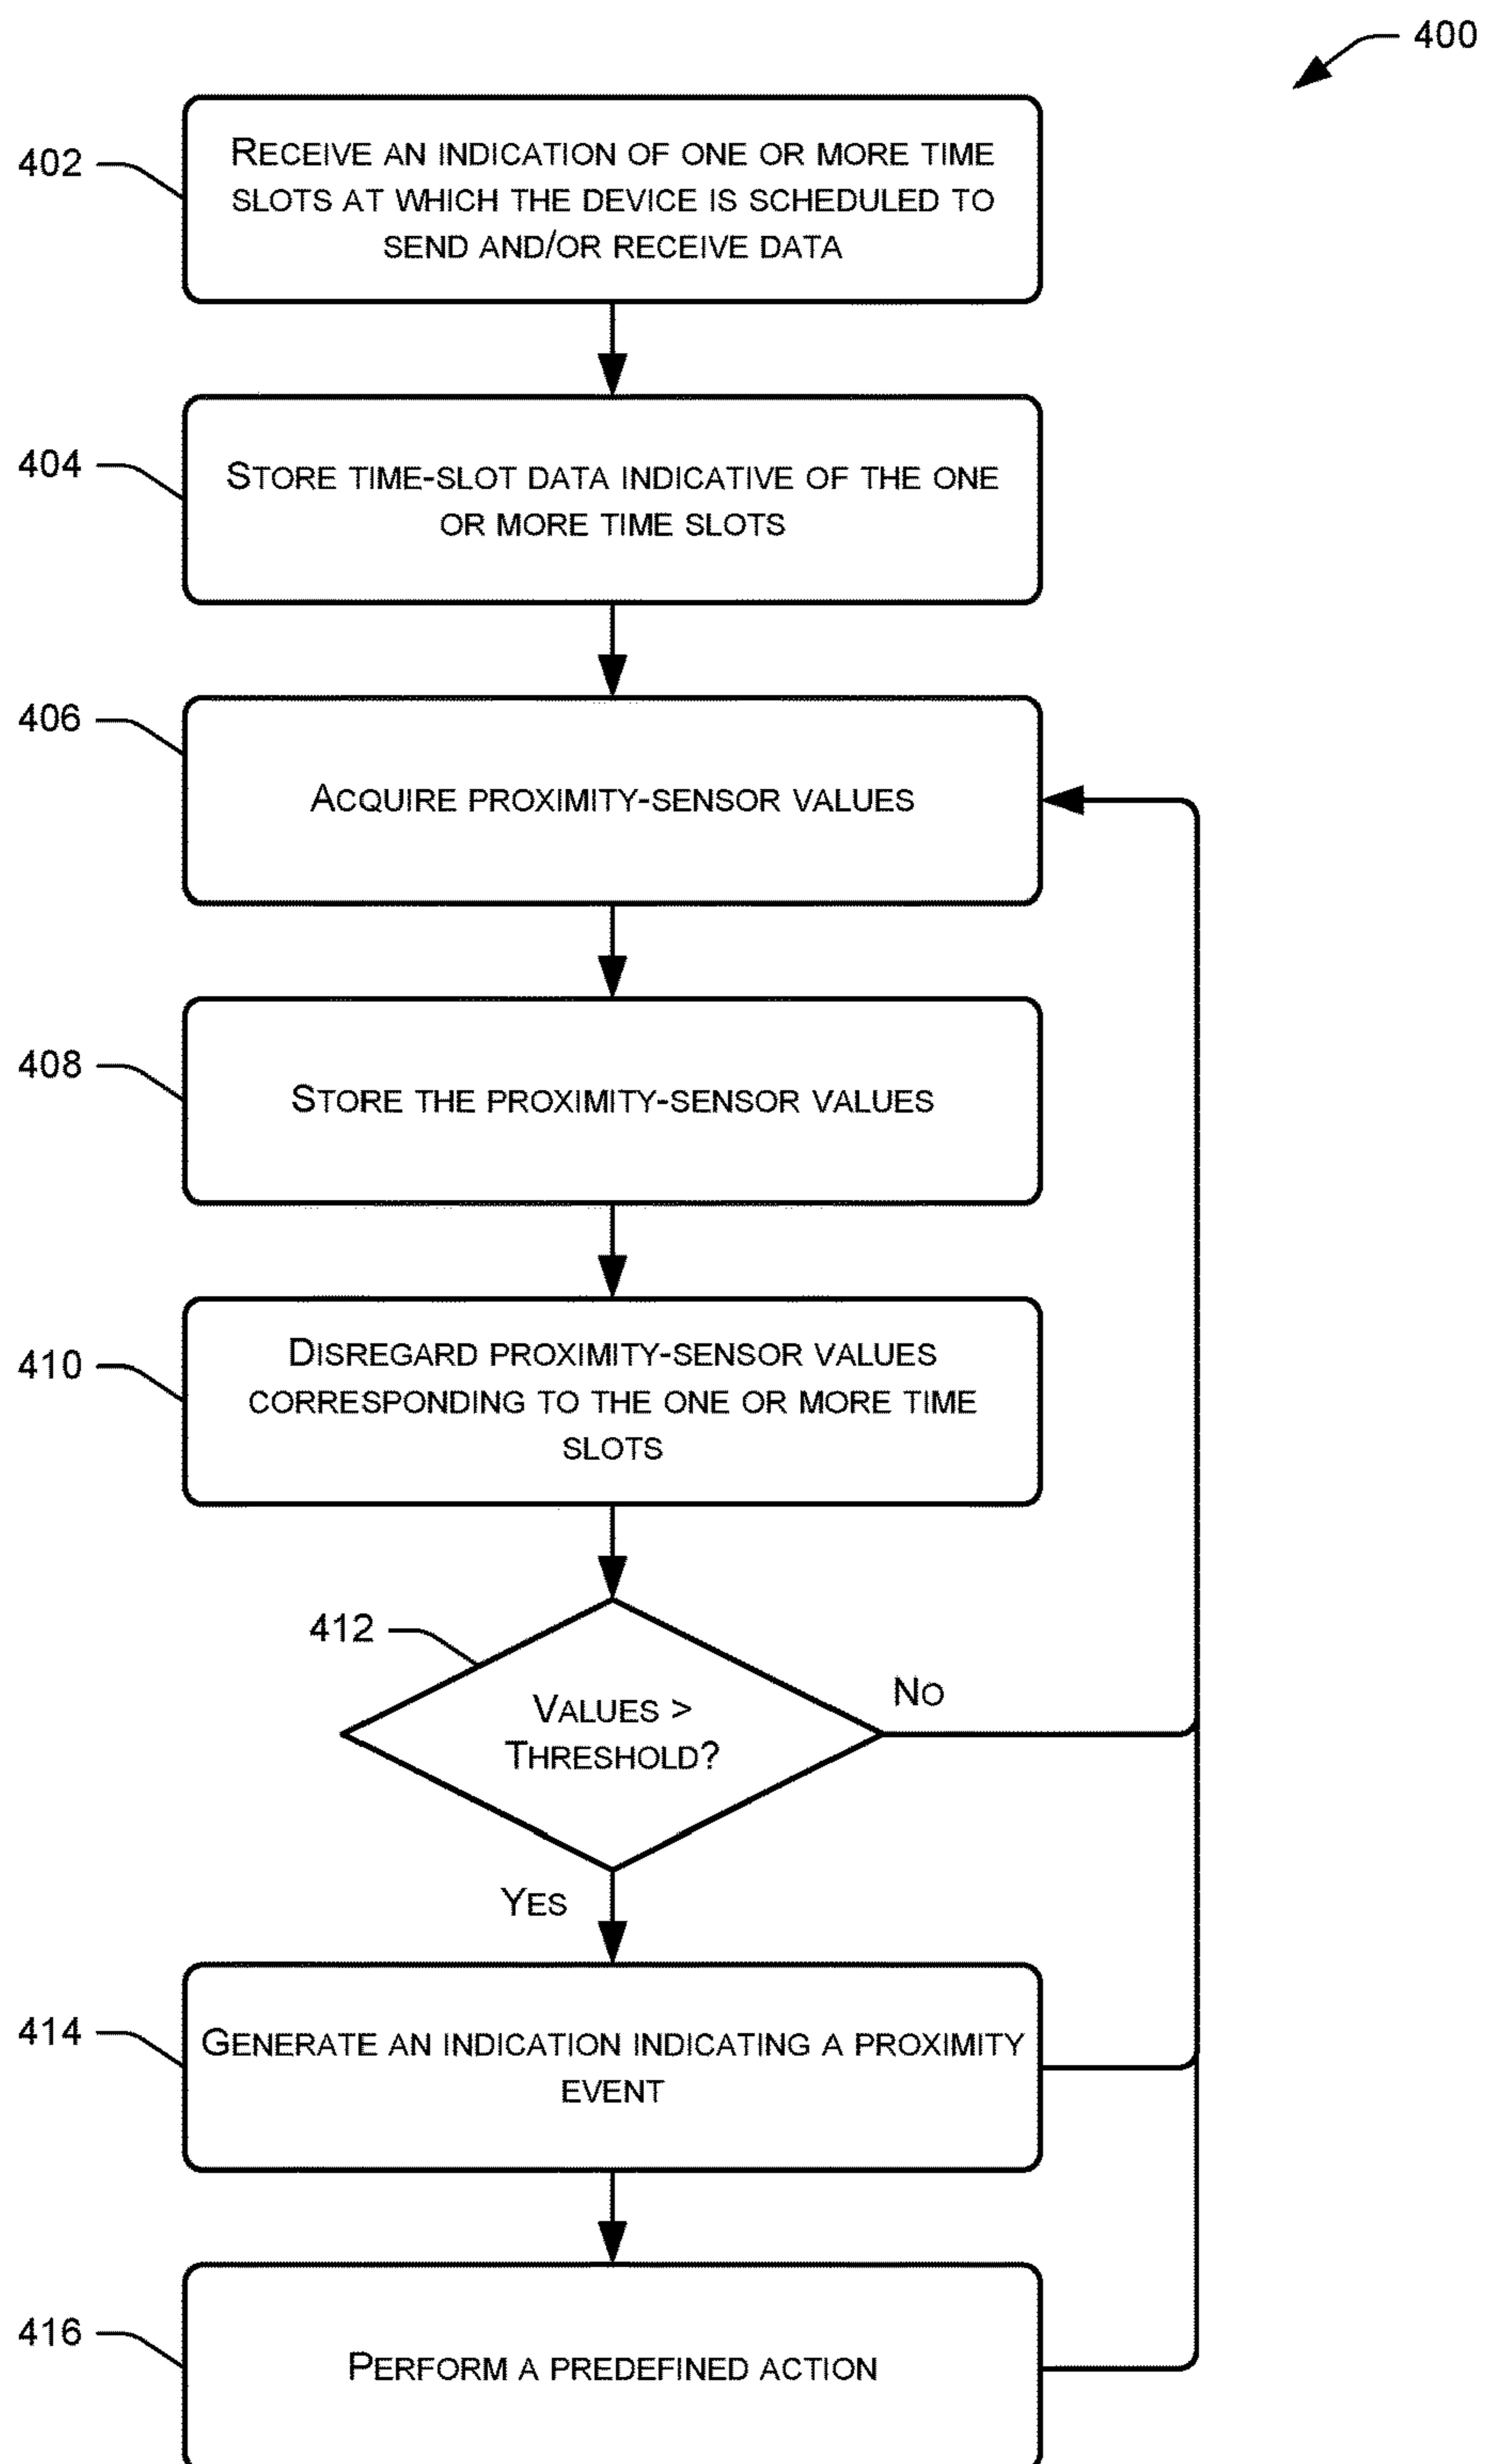 400
402
RECEIVE AN INDICATION OF ONE OR MORE TIME
SLOTS AT WHICH THE DEVICE IS SCHEDULED TO
SEND AND/OR RECEIVE DATA
404
STORE TIME-SLOT DATA INDICATIVE OF THE ONE
OR MORE TIME SLOTS
406
ACQUIRE PROXIMITY-SENSOR VALUES
408
STORE THE PROXIMITY-SENSOR VALUES
410
DISREGARD PROXIMITY-SENSOR VALUES
CORRESPONDING TO THE ONE OR MORE TIME
SLOTS
412
VALUES >
THRESHOLD?
NO
YES
414
GENERATE AN INDICATION INDICATING A PROXIMITY
EVENT
416
PERFORM A PREDEFINED ACTION